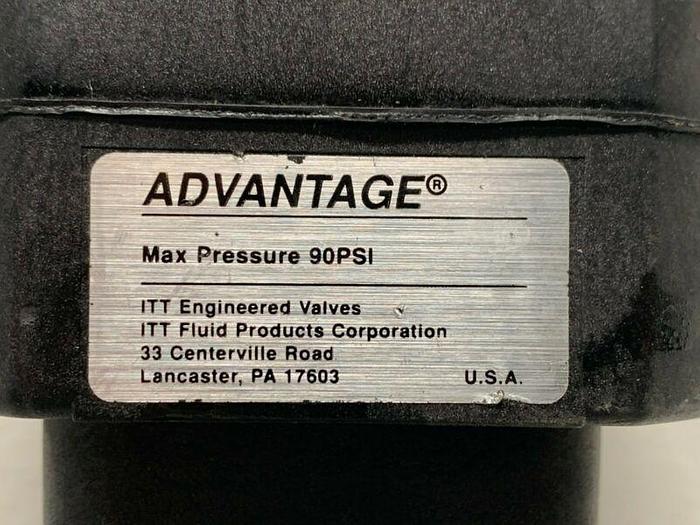 ADVANTAGE®
Max Pressure 90PSI
ITT Engineered Valves
ITT Fluid Products Corporation
33 Centerville Road
Lancaster, PA 17603 U.S.A.